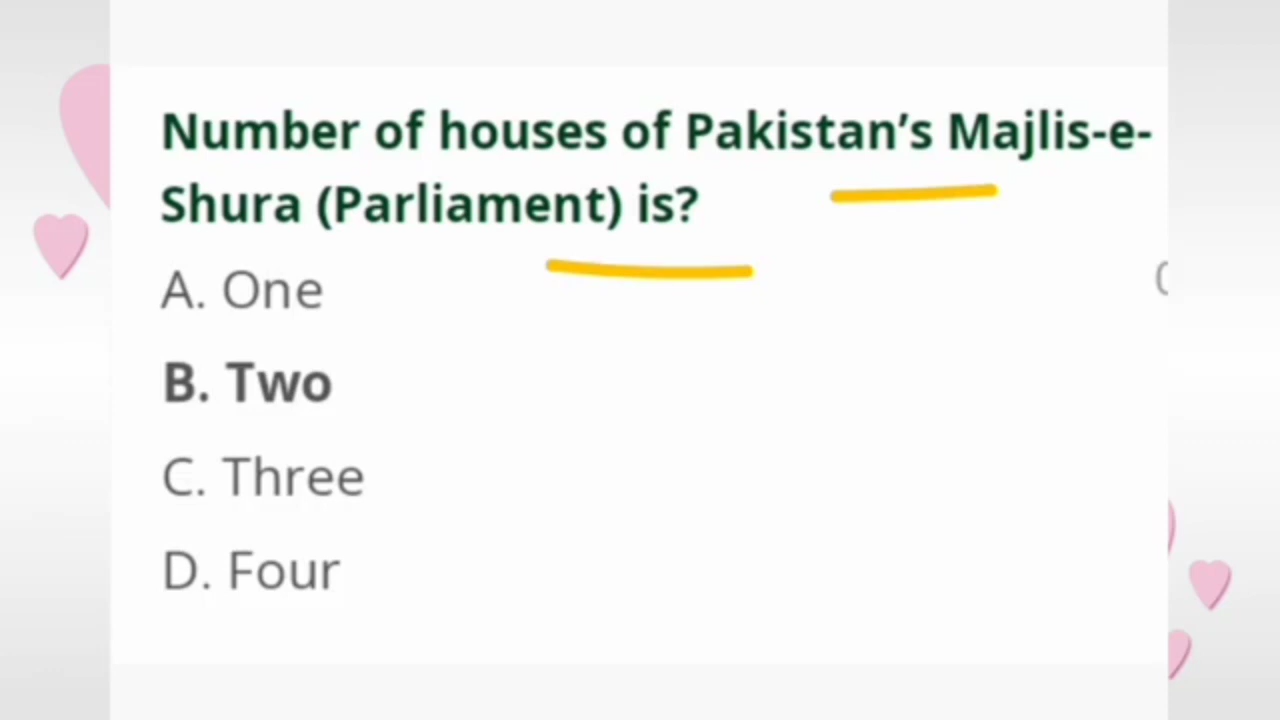 Number of houses of Pakistan’s Majlis-e-
Shura (Parliament) is?
A. One
B. Two
C. Three
D. Four